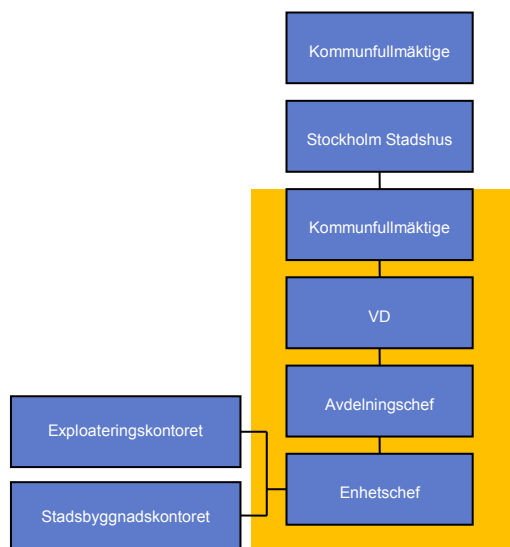 Kommunfullmäktige
Stockholm Stadshus
Kommunfullmäktige
VD
Avdelningschef
Exploateringskontoret
Enhetschef
Stadsbyggnadskontoret